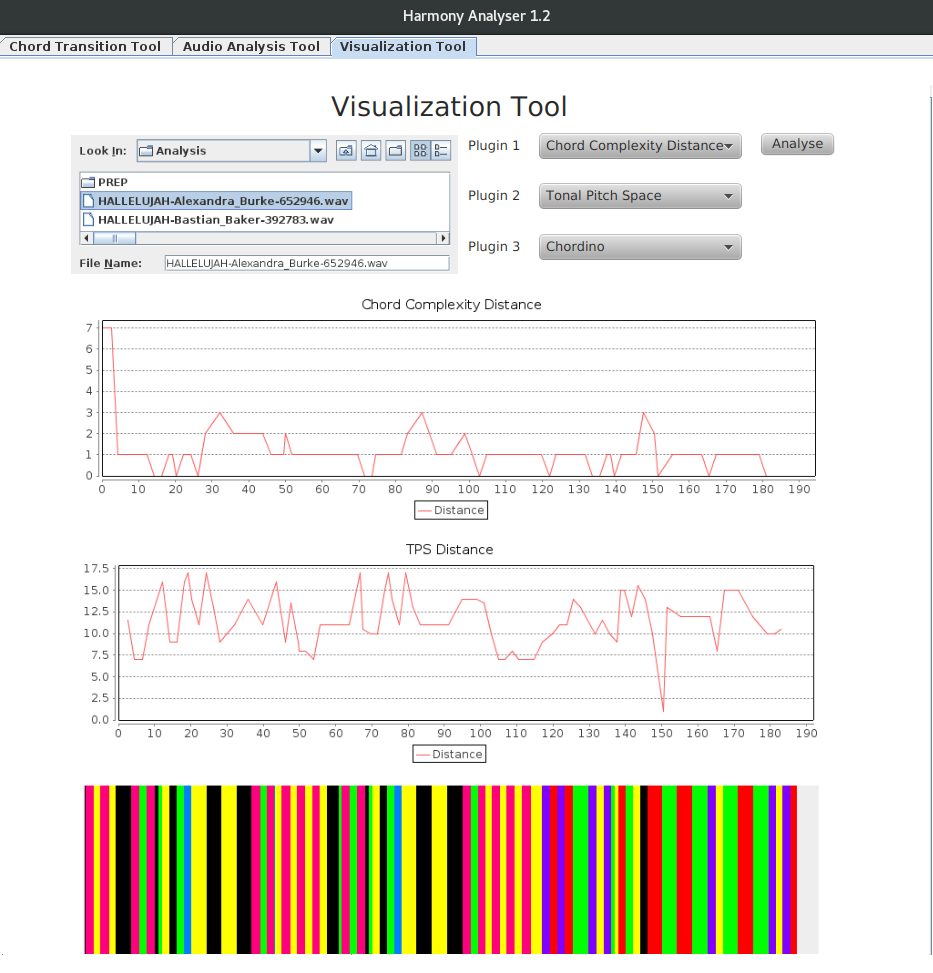 Harmony Analyser 1.2
Chord Transition Tool Audio Analysis Tool Visualization Tool
Visualization Tool
Look In: Analysis
PREP
HALLELUJAH-Alexandra_Burke-652946.wav
HALLELUJAH-Bastian_Baker-392783.wav
File Name: HALLELUJAH-Alexandra_Burke-652946.wav
Plugin 1 Chord Complexity Distance Analyse
Plugin 2 Tonal Pitch Space
Plugin 3 Chordino
Chord Complexity Distance
7
6
5
4
3
2
1
0
0 10 20 30 40 50 60 70 80 90 100 110 120 130 140 150 160 170 180 190
Distance
TPS Distance
17.5
15.0
12.5
10.0
7.5
5.0
2.5
0.0
0 10 20 30 40 50 60 70 80 90 100 110 120 130 140 150 160 170 180 190
Distance